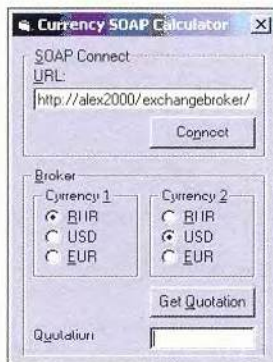 Currency SOAP Calculator
SOAP Connect
URL:
http://alex2000/exchangebroker/
Connect
Broker
Currency 1
Currency 2
RUR
RUR
USD
USD
EUR
EUR
Get Quotation
Quotation